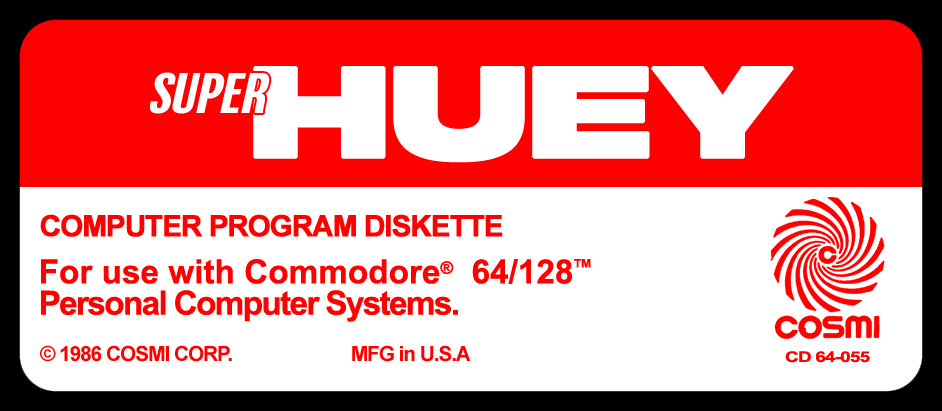 SUPER HUEY
COMPUTER PROGRAM DISKETTE
For use with Commodore® 64/128™
Personal Computer Systems.
© 1986 COSMI CORP. MFG in U.S.A
C
COSMI
CD 64-055